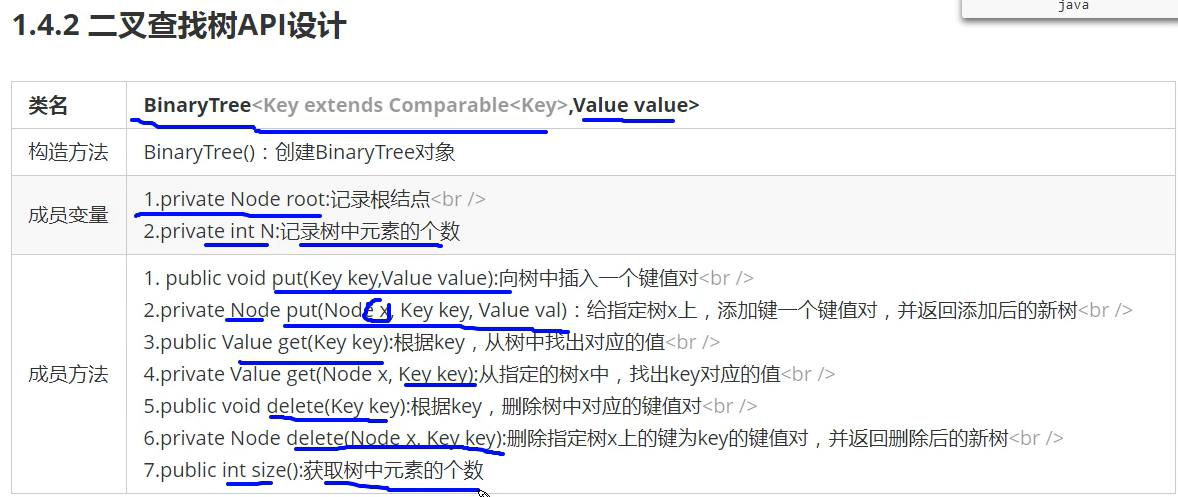 java
1.4.2 二叉查找树API设计
类名 BinaryTree<Key extends Comparable<Key>,Value value>
构造方法 BinaryTree()：创建BinaryTree对象
成员变量
1.private Node root:记录根结点<br />
2.private int N:记录树中元素的个数
成员方法
1. public void put(Key key,Value value):向树中插入一个键值对<br />
2.private Node put(Node x, Key key, Value val)：给指定树x上，添加键一个键值对，并返回添加后的新树<br />
3.public Value get(Key key):根据key，从树中找出对应的值<br />
4.private Value get(Node x, Key key):从指定的树x中，找出key对应的值<br />
5.public void delete(Key key):根据key，删除树中对应的键值对<br />
6.private Node delete(Node x, Key key):删除指定树x上的键为key的键值对，并返回删除后的新树<br />
7.public int size():获取树中元素的个数